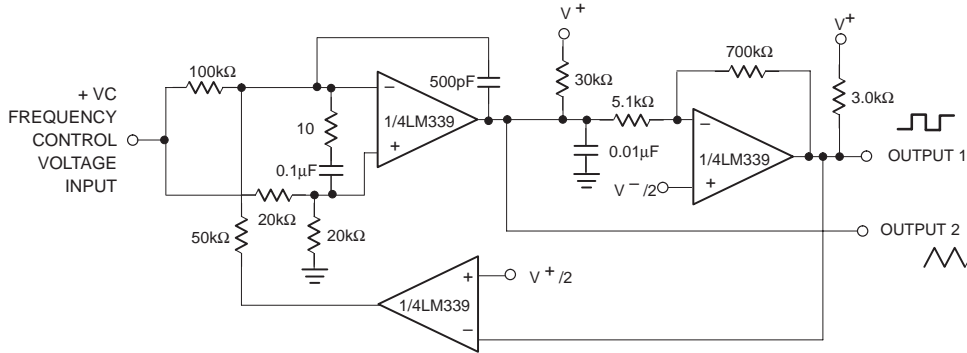 V+
V+
100kΩ
700kΩ
500pF
30kΩ
3.0kΩ
+ VC
FREQUENCY
CONTROL
VOLTAGE
INPUT
5.1kΩ
−
1/4LM339
+
10
0.1µF
−
1/4LM339
+
OUTPUT 1
0.01µF
V−/2
20kΩ
20kΩ
50kΩ
OUTPUT 2
+
V+/2
1/4LM339
−